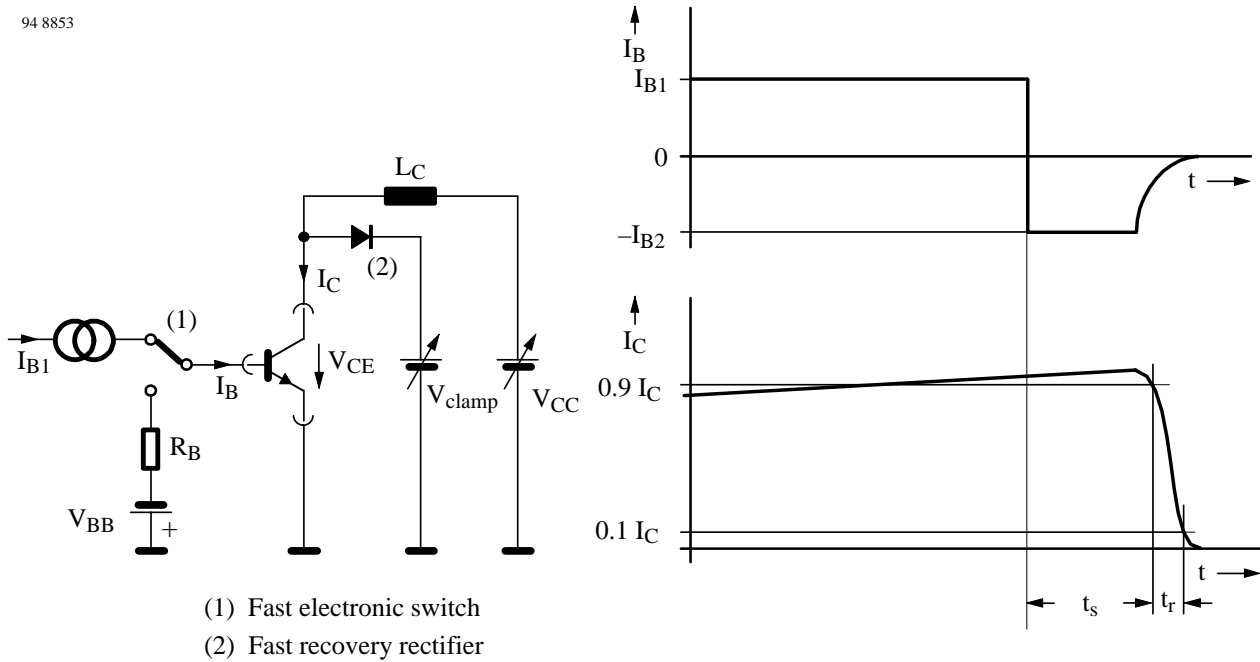 94 8853
I_B
I_B1
0
t
–I_B2
L_C
(2)
I_C
(1)
I_B1
I_B
V_CE
V_clamp
V_CC
R_B
V_BB
+
I_C
0.9 I_C
0.1 I_C
t
t_s
t_r
(1) Fast electronic switch
(2) Fast recovery rectifier